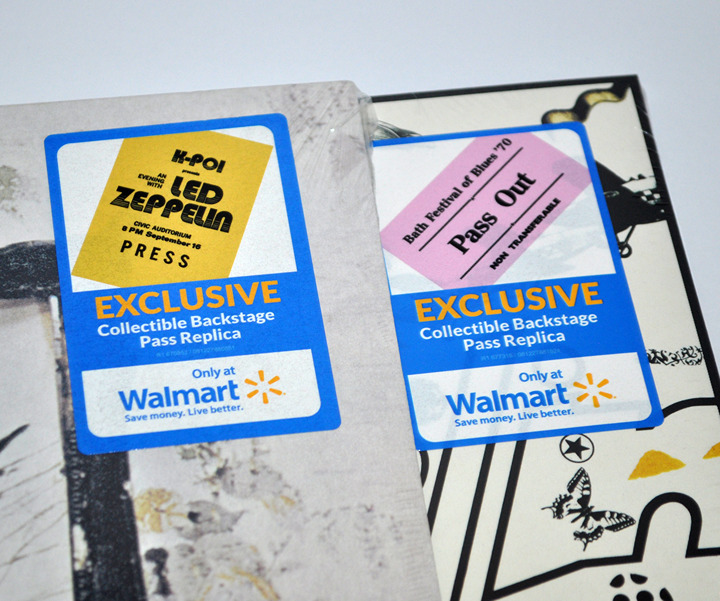 K-POI
presents
AN
EVENING
WITH
LED
ZEPPELIN
CIVIC AUDITORIUM
8 PM September 16
PRESS
EXCLUSIVE
Collectible Backstage
Pass Replica
Only at
Walmart
Save money. Live better.
Bath Festival of Blues '70
Pass Out
NON TRANSFERABLE
EXCLUSIVE
Collectible Backstage
Pass Replica
Only at
Walmart
Save money. Live better.